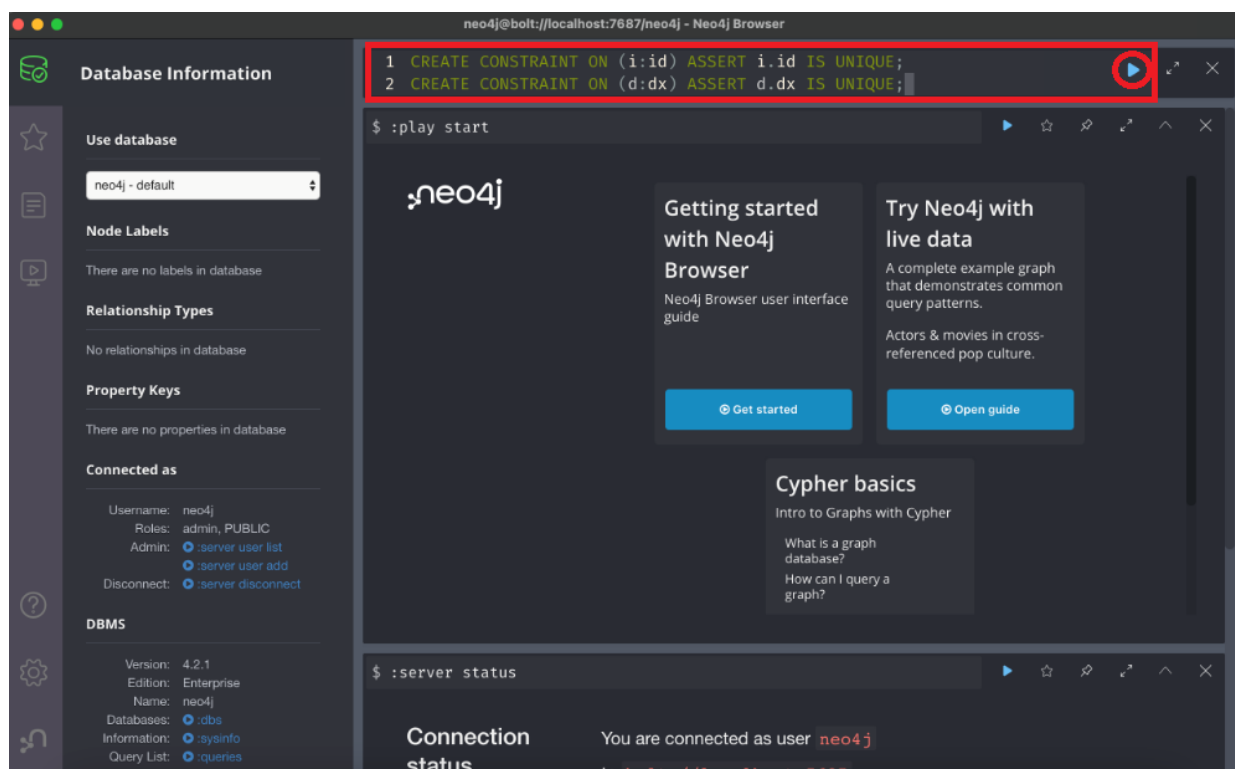 neo4j@bolt://localhost:7687/neo4j - Neo4j Browser
Database Information
Use database
neo4j - default
Node Labels
There are no labels in database
Relationship Types
No relationships in database
Property Keys
There are no properties in database
Connected as
Username: neo4j
Roles: admin, PUBLIC
Admin: :server user list
:server user add
Disconnect: :server disconnect
DBMS
Version: 4.2.1
Edition: Enterprise
Name: neo4j
Databases: :dbs
Information: :sysinfo
Query List: :queries
1 CREATE CONSTRAINT ON (i:id) ASSERT i.id IS UNIQUE;
2 CREATE CONSTRAINT ON (d:dx) ASSERT d.dx IS UNIQUE;
$ :play start
neo4j
Getting started
with Neo4j
Browser
Neo4j Browser user interface
guide
Get started
Try Neo4j with
live data
A complete example graph
that demonstrates common
query patterns.
Actors & movies in cross-
referenced pop culture.
Open guide
Cypher basics
Intro to Graphs with Cypher
What is a graph
database?
How can I query a
graph?
$ :server status
Connection
status
You are connected as user neo4j